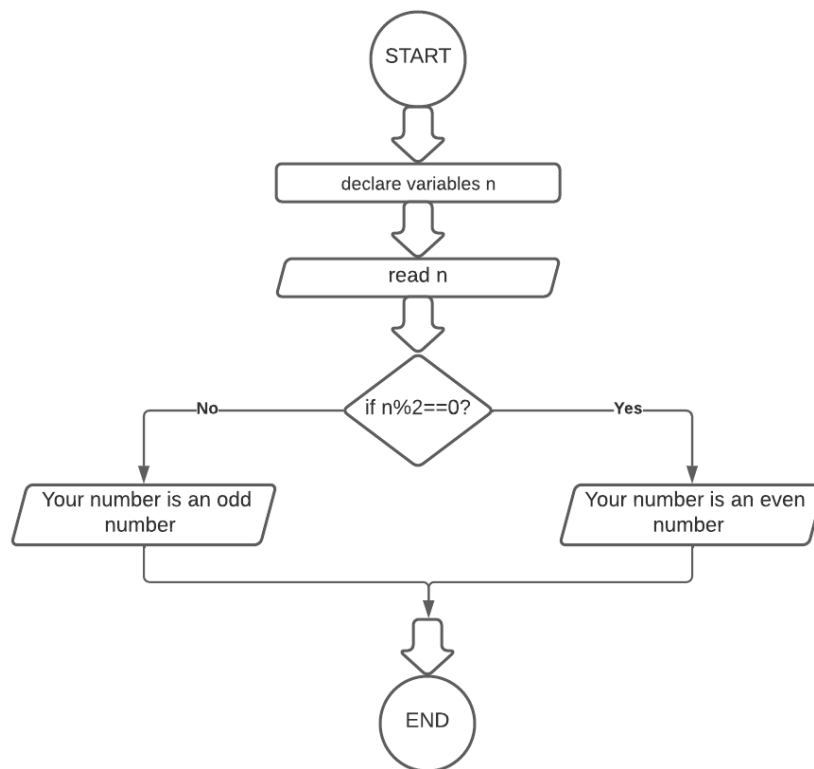 START
declare variables n
read n
if n%2==0?
No
Yes
Your number is an odd
number
Your number is an even
number
END